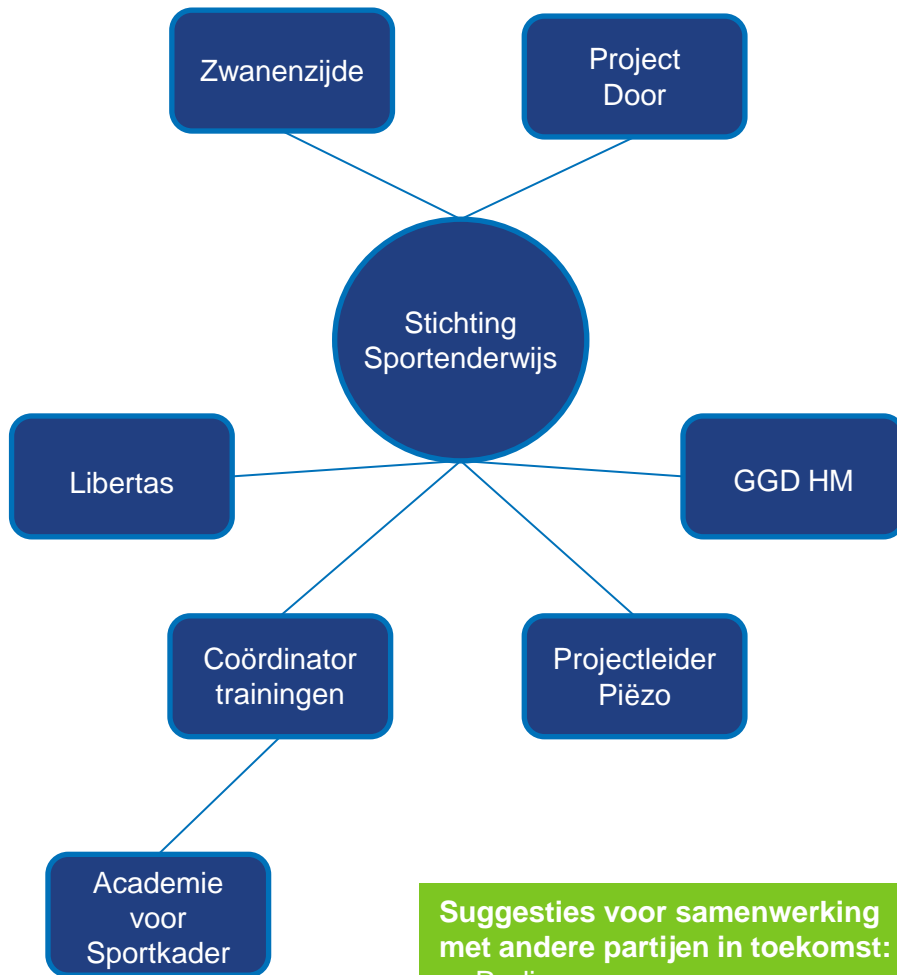 Zwanenzijde
Project
Door
Stichting
Sportenderwijs
Libertas
GGD HM
Coördinator
trainingen
Projectleider
Piëzo
Academie
voor
Sportkader
Suggesties voor samenwerking
met andere partijen in toekomst: